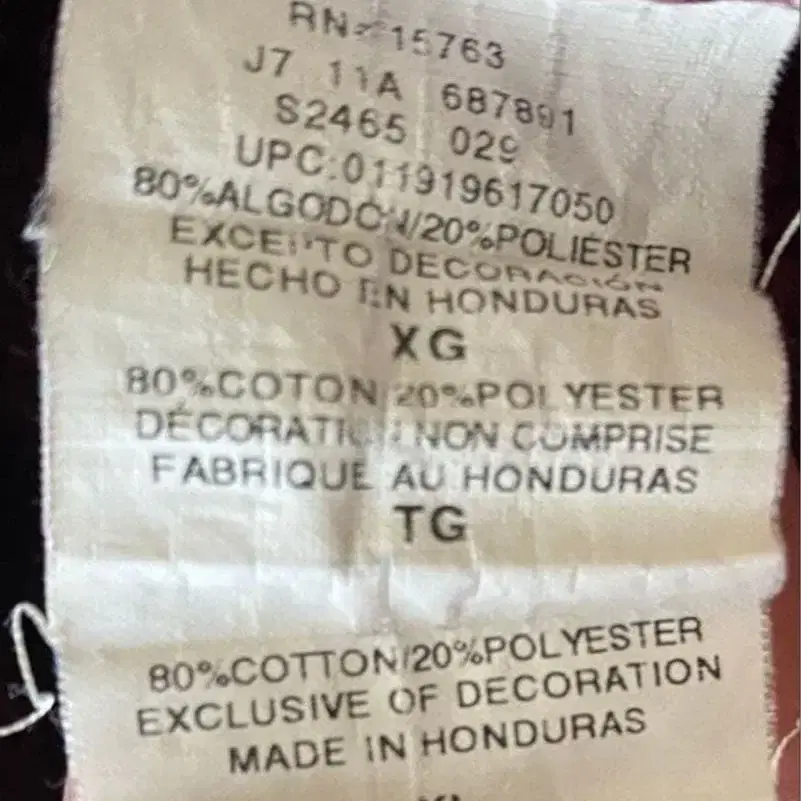 RN#15763
J7 11A 687891
S2465 029
UPC:011919617050
80%ALGODON/20%POLIÉSTER
EXCEPTO DECORACIÓN
HECHO EN HONDURAS
XG
80%COTON/20%POLYESTER
DÉCORATION NON COMPRISE
FABRIQUE AU HONDURAS
TG
80%COTTON/20%POLYESTER
EXCLUSIVE OF DECORATION
MADE IN HONDURAS